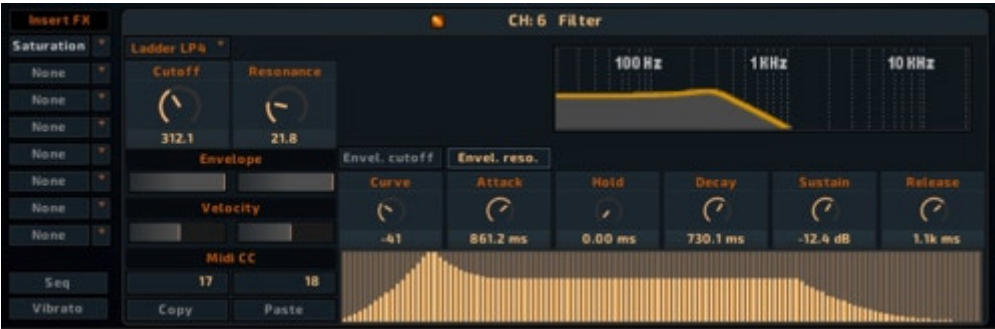 Insert FX
CH: 6 Filter
Saturation
None
None
None
None
None
None
None
Seq
Vibrato
Ladder LP4
Cutoff Resonance
312.1 21.8
Envelope
Velocity
Midi CC
17 18
Copy Paste
100 Hz 1 KHz 10 KHz
Envel. cutoff Envel. reso.
Curve Attack Hold Decay Sustain Release
-41 861.2 ms 0.00 ms 730.1 ms -12.4 dB 1.1k ms